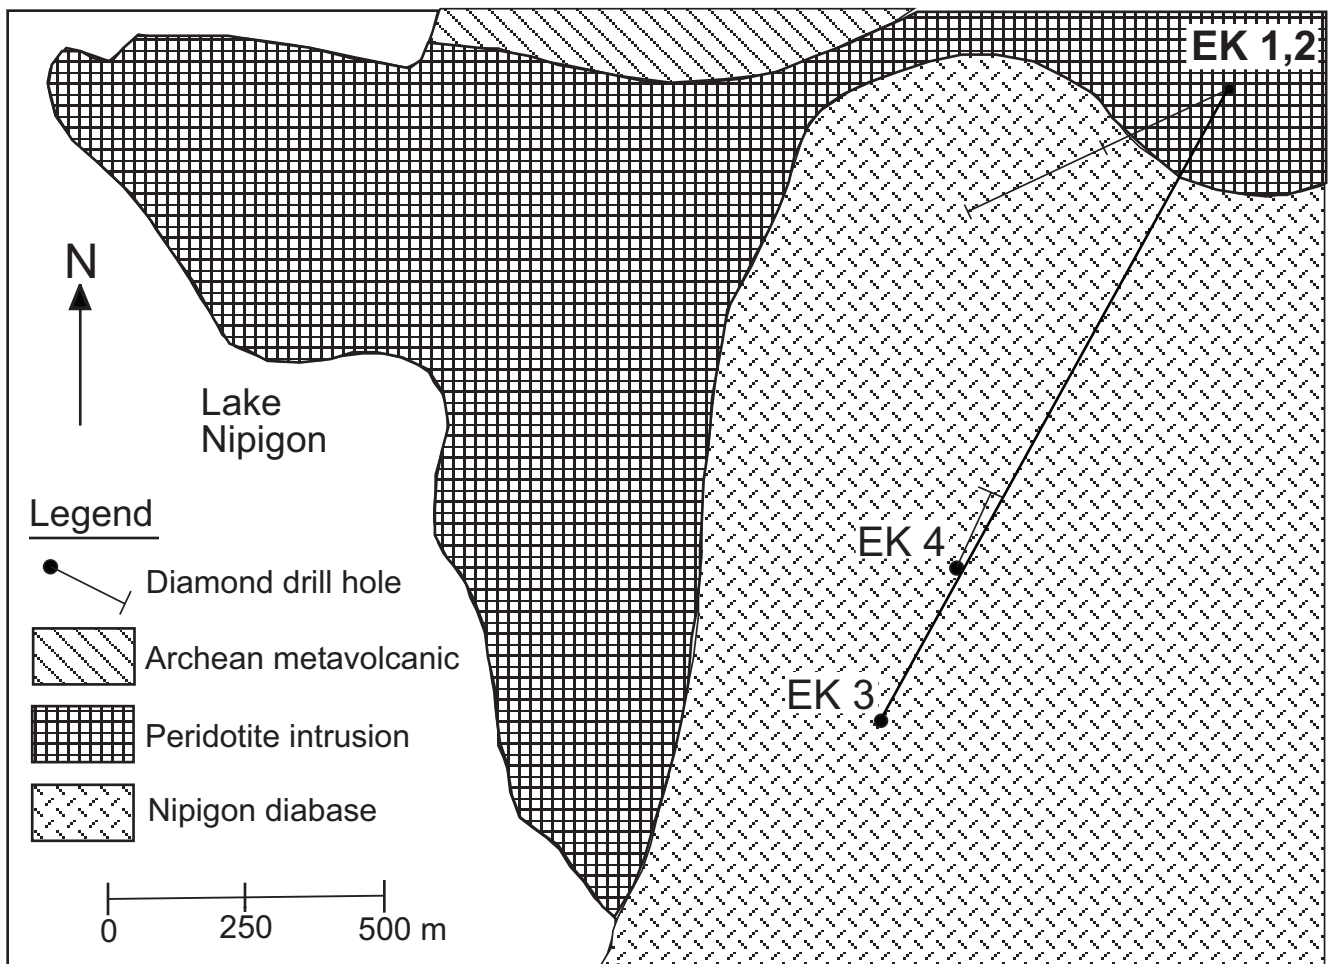 EK 1,2
N
Lake
Nipigon
Legend
EK 4
Diamond drill hole
Archean metavolcanic
EK 3
Peridotite intrusion
Nipigon diabase
0 250 500 m